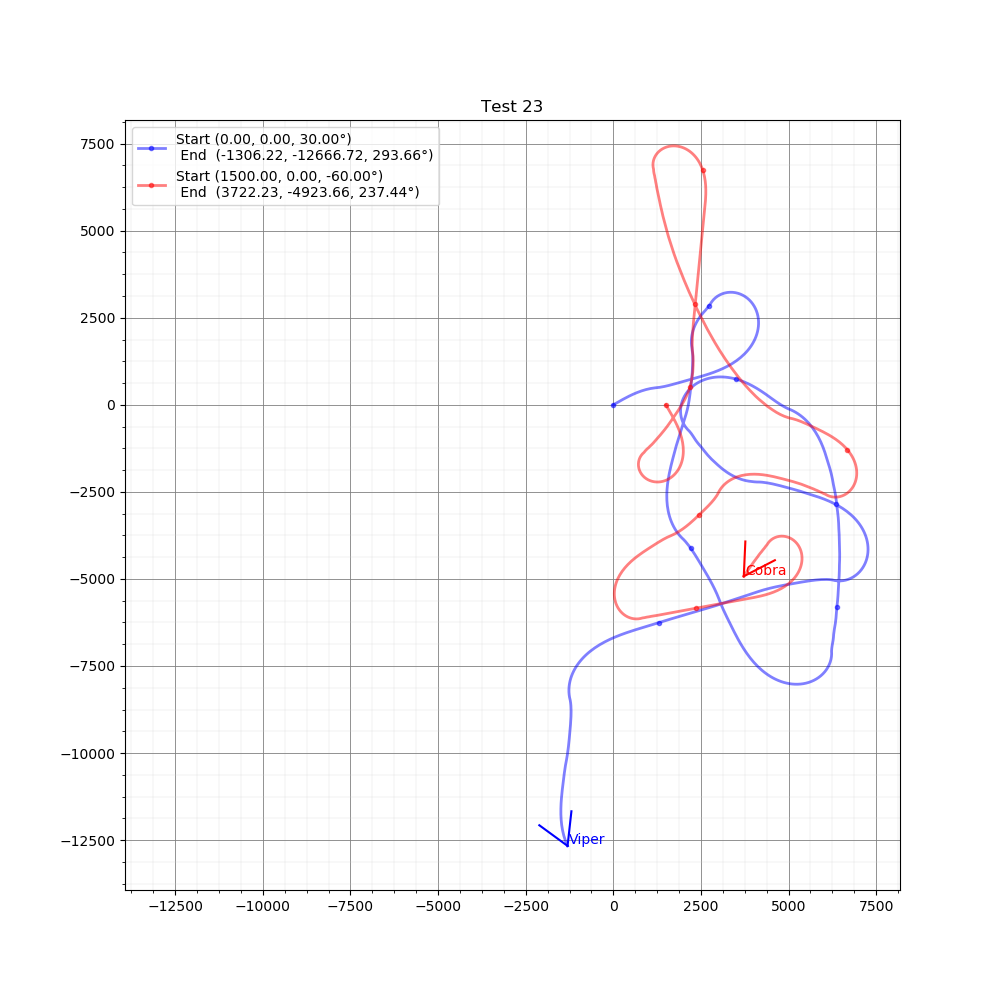 Test 23
Start (0.00, 0.00, 30.00°)
End (-1306.22, -12666.72, 293.66°)
Start (1500.00, 0.00, -60.00°)
End (3722.23, -4923.66, 237.44°)
7500
5000
2500
0
−2500
−5000
−7500
−10000
−12500
Cobra
Viper
−12500 −10000 −7500 −5000 −2500 0 2500 5000 7500